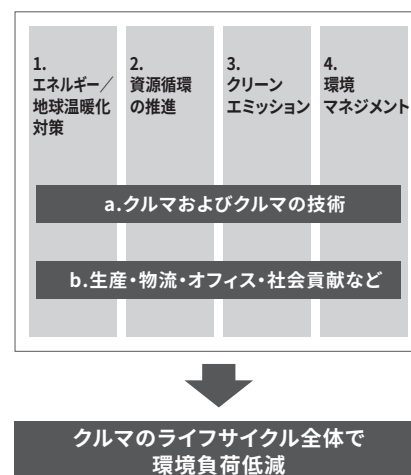 1.
エネルギー／
地球温暖化
対策
2.
資源循環
の推進
3.
クリーン
エミッション
4.
環境
マネジメント
a.クルマおよびクルマの技術
b.生産・物流・オフィス・社会貢献など
クルマのライフサイクル全体で
環境負荷低減